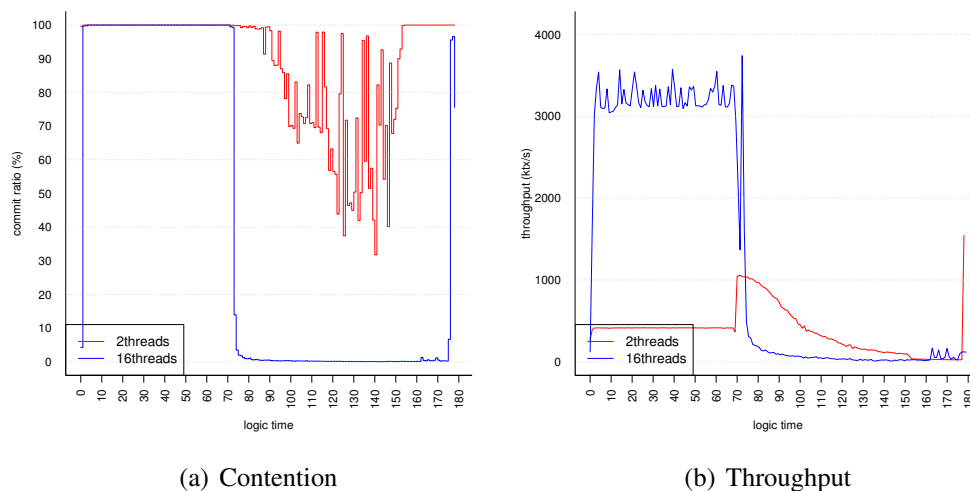 commit ratio (%)
100
90
80
70
60
50
40
30
20
10
0
2threads
16threads
0 10 20 30 40 50 60 70 80 90 100 110 120 130 140 150 160 170 180
logic time
(a) Contention
throughput (ktx/s)
4000
3000
2000
1000
0
2threads
16threads
0 10 20 30 40 50 60 70 80 90 100 110 120 130 140 150 160 170 180
logic time
(b) Throughput